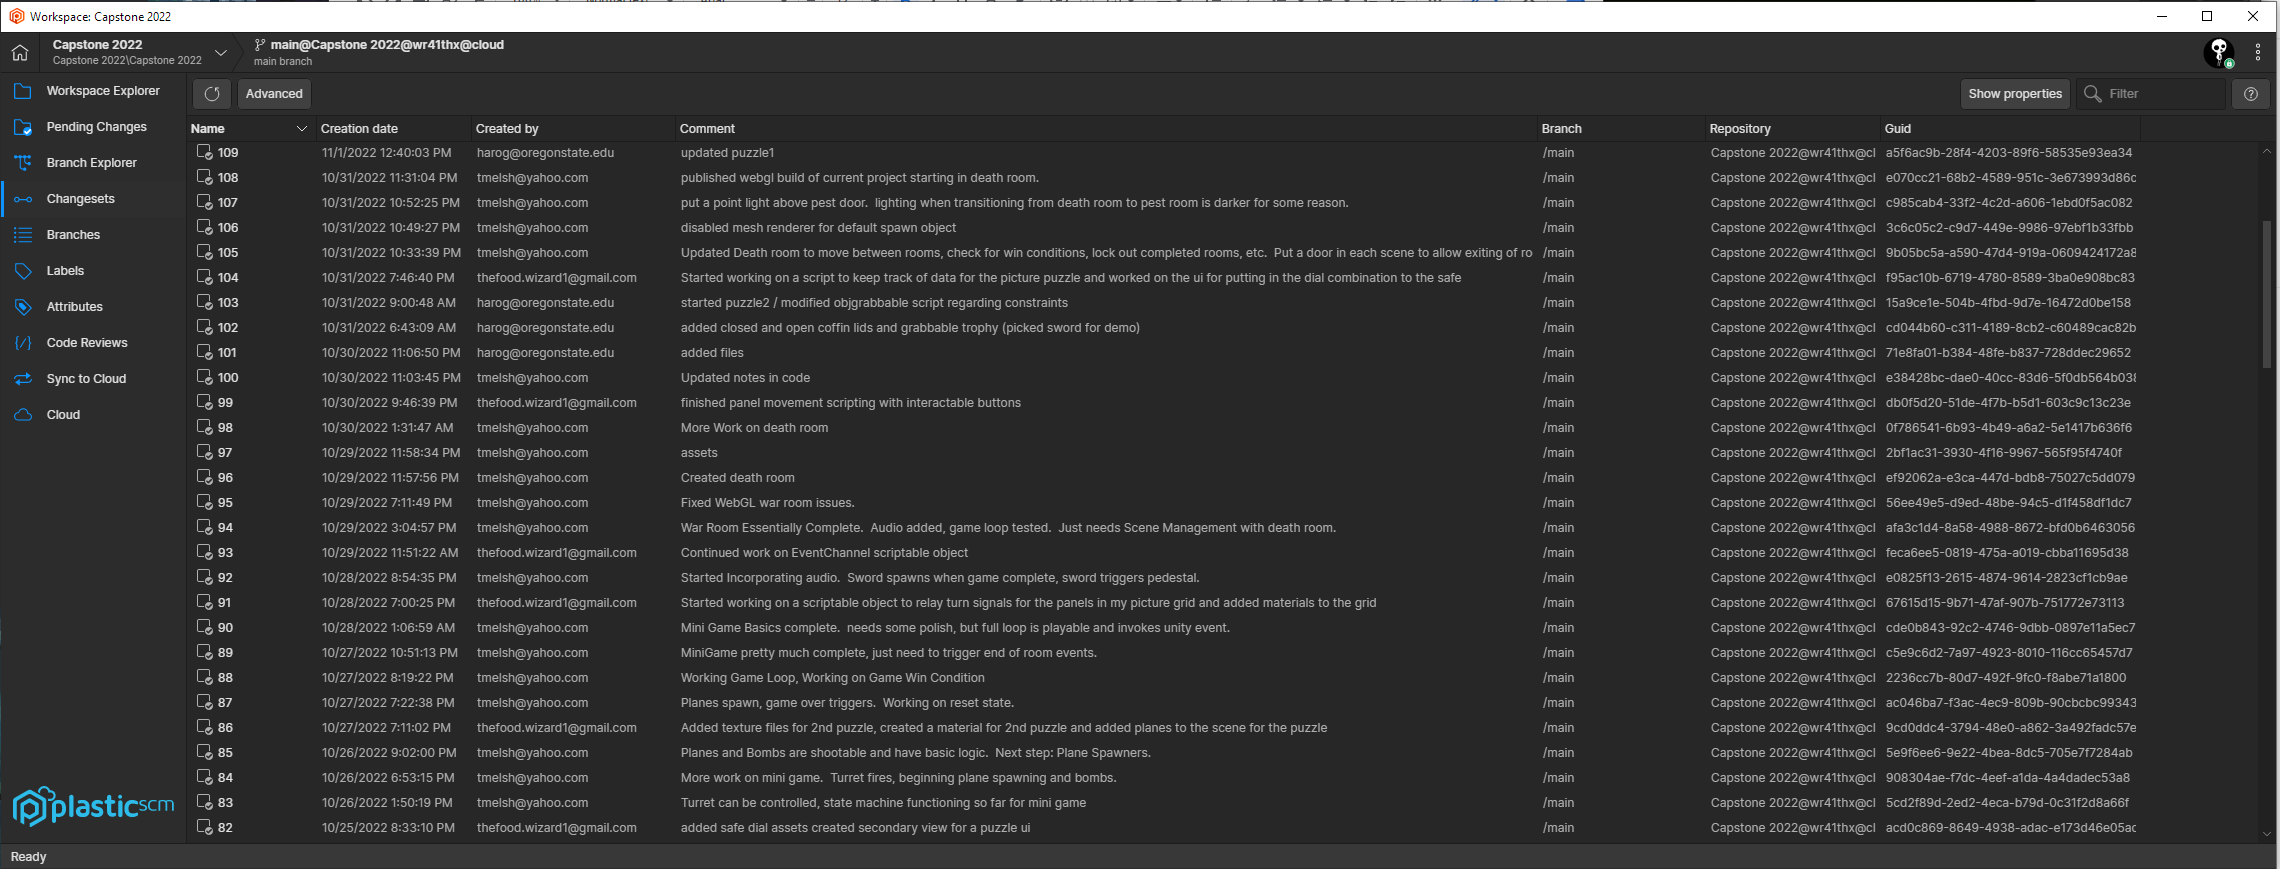 Workspace: Capstone 2022
Capstone 2022
Capstone 2022\Capstone 2022
main@Capstone 2022@wr41thx@cloud
main branch
Workspace Explorer
Pending Changes
Branch Explorer
Changesets
Branches
Labels
Attributes
Code Reviews
Sync to Cloud
Cloud
plasticscm
Advanced
Show properties
Filter
Name Creation date Created by Comment Branch Repository Guid
109 11/1/2022 12:40:03 PM harog@oregonstate.edu updated puzzle1 /main Capstone 2022@wr41thx@cl a5f6ac9b-28f4-4203-89f6-58535e93ea34
108 10/31/2022 11:31:04 PM tmelsh@yahoo.com published webgl build of current project starting in death room. /main Capstone 2022@wr41thx@cl e070cc21-68b2-4589-951c-3e673993d86c
107 10/31/2022 10:52:25 PM tmelsh@yahoo.com put a point light above pest door.  lighting when transitioning from death room to pest room is darker for some reason. /main Capstone 2022@wr41thx@cl c985cab4-33f2-4c2d-a606-1ebd0f5ac082
106 10/31/2022 10:49:27 PM tmelsh@yahoo.com disabled mesh renderer for default spawn object /main Capstone 2022@wr41thx@cl 3c6c05c2-c9d7-449e-9986-97ebf1b33fbb
105 10/31/2022 10:33:39 PM tmelsh@yahoo.com Updated Death room to move between rooms, check for win conditions, lock out completed rooms, etc.  Put a door in each scene to allow exiting of ro /main Capstone 2022@wr41thx@cl 9b05bc5a-a590-47d4-919a-0609424172a8
104 10/31/2022 7:46:40 PM thefood.wizard1@gmail.com Started working on a script to keep track of data for the picture puzzle and worked on the ui for putting in the dial combination to the safe /main Capstone 2022@wr41thx@cl f95ac10b-6719-4780-8589-3ba0e908bc83
103 10/31/2022 9:00:48 AM harog@oregonstate.edu started puzzle2 / modified objgrabbable script regarding constraints /main Capstone 2022@wr41thx@cl 15a9ce1e-504b-4fbd-9d7e-16472d0be158
102 10/31/2022 6:43:09 AM harog@oregonstate.edu added closed and open coffin lids and grabbable trophy (picked sword for demo) /main Capstone 2022@wr41thx@cl cd044b60-c311-4189-8cb2-c60489cac82b
101 10/30/2022 11:06:50 PM harog@oregonstate.edu added files /main Capstone 2022@wr41thx@cl 71e8fa01-b384-48fe-b837-728ddec29652
100 10/30/2022 11:03:45 PM tmelsh@yahoo.com Updated notes in code /main Capstone 2022@wr41thx@cl e38428bc-dae0-40cc-83d6-5f0db564b038
99 10/30/2022 9:46:39 PM thefood.wizard1@gmail.com finished panel movement scripting with interactable buttons /main Capstone 2022@wr41thx@cl db0f5d20-51de-4f7b-b5d1-603c9c13c23e
98 10/30/2022 1:31:47 AM tmelsh@yahoo.com More Work on death room /main Capstone 2022@wr41thx@cl 0f786541-6b93-4b49-a6a2-5e1417b636f6
97 10/29/2022 11:58:34 PM tmelsh@yahoo.com assets /main Capstone 2022@wr41thx@cl 2bf1ac31-3930-4f16-9967-565f95f4740f
96 10/29/2022 11:57:56 PM tmelsh@yahoo.com Created death room /main Capstone 2022@wr41thx@cl ef92062a-e3ca-447d-bdb8-75027c5dd079
95 10/29/2022 7:11:49 PM tmelsh@yahoo.com Fixed WebGL war room issues. /main Capstone 2022@wr41thx@cl 56ee49e5-d9ed-48be-94c5-d1f458df1dc7
94 10/29/2022 3:04:57 PM tmelsh@yahoo.com War Room Essentially Complete.  Audio added, game loop tested.  Just needs Scene Management with death room. /main Capstone 2022@wr41thx@cl afa3c1d4-8a58-4988-8672-bfd0b6463056
93 10/29/2022 11:51:22 AM thefood.wizard1@gmail.com Continued work on EventChannel scriptable object /main Capstone 2022@wr41thx@cl feca6ee5-0819-475a-a019-cbba11695d38
92 10/28/2022 8:54:35 PM tmelsh@yahoo.com Started Incorporating audio.  Sword spawns when game complete, sword triggers pedestal. /main Capstone 2022@wr41thx@cl e0825f13-2615-4874-9614-2823cf1cb9ae
91 10/28/2022 7:00:25 PM thefood.wizard1@gmail.com Started working on a scriptable object to relay turn signals for the panels in my picture grid and added materials to the grid /main Capstone 2022@wr41thx@cl 67615d15-9b71-47af-907b-751772e73113
90 10/28/2022 1:06:59 AM tmelsh@yahoo.com Mini Game Basics complete.  needs some polish, but full loop is playable and invokes unity event. /main Capstone 2022@wr41thx@cl cde0b843-92c2-4746-9dbb-0897e11a5ec7
89 10/27/2022 10:51:13 PM tmelsh@yahoo.com MiniGame pretty much complete, just need to trigger end of room events. /main Capstone 2022@wr41thx@cl c5e9c6d2-7a97-4923-8010-116cc65457d7
88 10/27/2022 8:19:22 PM tmelsh@yahoo.com Working Game Loop, Working on Game Win Condition /main Capstone 2022@wr41thx@cl 2236cc7b-80d7-492f-9fc0-f8abe71a1800
87 10/27/2022 7:22:38 PM tmelsh@yahoo.com Planes spawn, game over triggers.  Working on reset state. /main Capstone 2022@wr41thx@cl ac046ba7-f3ac-4ec9-809b-90cbcbc99343
86 10/27/2022 7:11:02 PM thefood.wizard1@gmail.com Added texture files for 2nd puzzle, created a material for 2nd puzzle and added planes to the scene for the puzzle /main Capstone 2022@wr41thx@cl 9cd0ddc4-3794-48e0-a862-3a492fadc57e
85 10/26/2022 9:02:00 PM tmelsh@yahoo.com Planes and Bombs are shootable and have basic logic.  Next step: Plane Spawners. /main Capstone 2022@wr41thx@cl 5e9f6ee6-9e22-4bea-8dc5-705e7f7284ab
84 10/26/2022 6:53:15 PM tmelsh@yahoo.com More work on mini game.  Turret fires, beginning plane spawning and bombs. /main Capstone 2022@wr41thx@cl 908304ae-f7dc-4eef-a1da-4a4dadec53a8
83 10/26/2022 1:50:19 PM tmelsh@yahoo.com Turret can be controlled, state machine functioning so far for mini game /main Capstone 2022@wr41thx@cl 5cd2f89d-2ed2-4eca-b79d-0c31f2d8a66f
82 10/25/2022 8:33:10 PM thefood.wizard1@gmail.com added safe dial assets created secondary view for a puzzle ui /main Capstone 2022@wr41thx@cl acd0c869-8649-4938-adac-e173d46e05ac
Ready